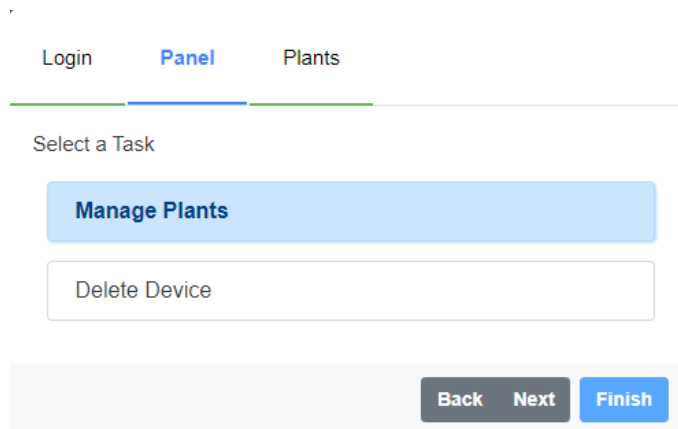 Login Panel Plants
Select a Task
Manage Plants
Delete Device
Back Next Finish